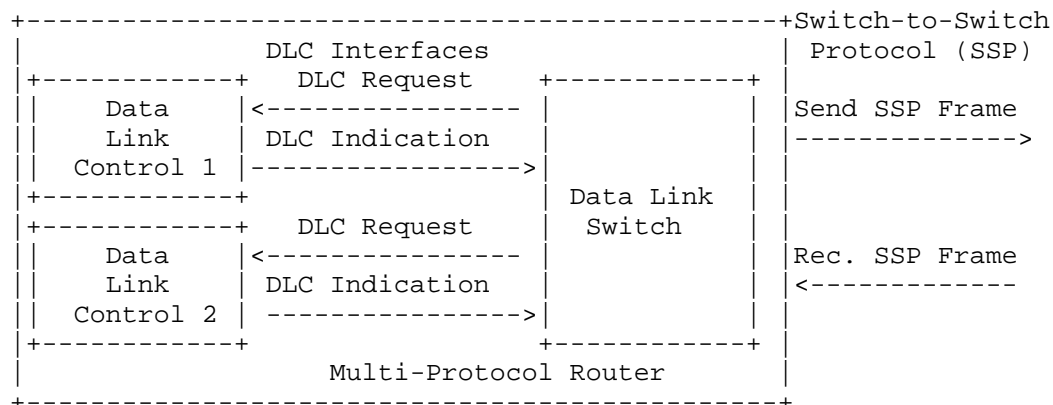 +-----------------------------------------------+Switch-to-Switch
|                DLC Interfaces                 | Protocol (SSP)
|+------------+   DLC Request    +------------+ |
||    Data    |<---------------- |            | |Send SSP Frame
||    Link    | DLC Indication   |            | |-------------->
||  Control 1 |----------------->|            | |
|+------------+                  | Data Link  | |
|+------------+   DLC Request    |  Switch    | |
||    Data    |<---------------- |            | |Rec. SSP Frame
||    Link    | DLC Indication   |            | |<-------------
||  Control 2 | ---------------->|            | |
|+------------+                  +------------+ |
|                    Multi-Protocol Router      |
+-----------------------------------------------+